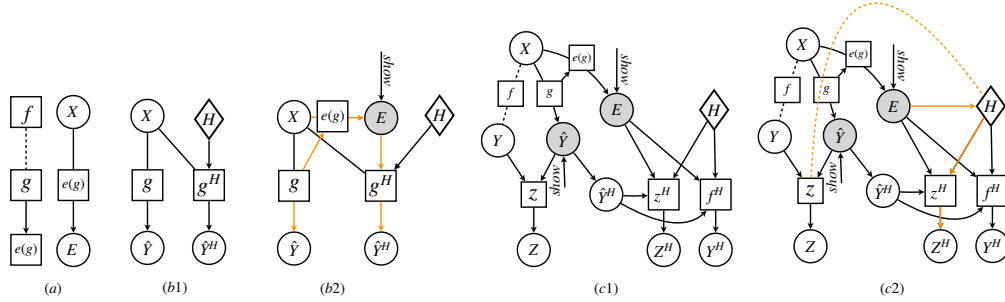 f
X
g
e(g)
e(g)
E
(a)
X
H
g
g^H
Ŷ
Ŷ^H
(b1)
show
X
e(g)
E
H
g
g^H
Ŷ
Ŷ^H
(b2)
X
e(g)
show
f
g
E
H
Y
Ŷ
show
z
Ŷ^H
z^H
f^H
Z
Z^H
Y^H
(c1)
X
e(g)
show
f
g
E
H
Y
Ŷ
show
z
Ŷ^H
z^H
f^H
Z
Z^H
Y^H
(c2)